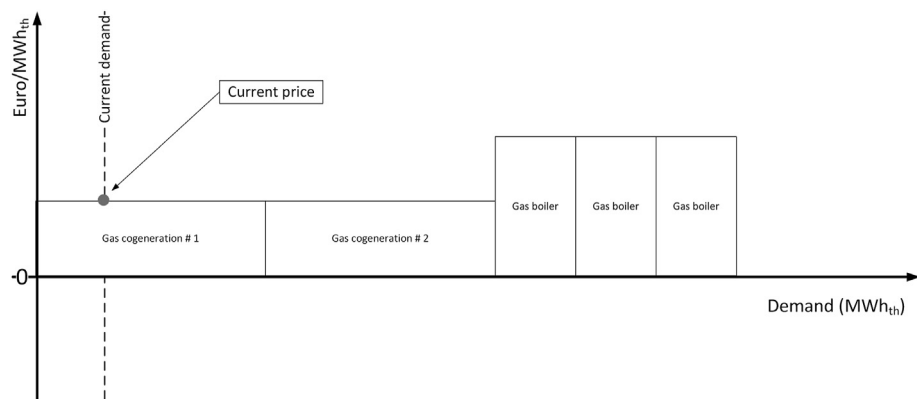 Euro/MWhth
Current demand-
Current price
Gas boiler
Gas boiler
Gas boiler
Gas cogeneration # 1
Gas cogeneration # 2
-0
Demand (MWhth)